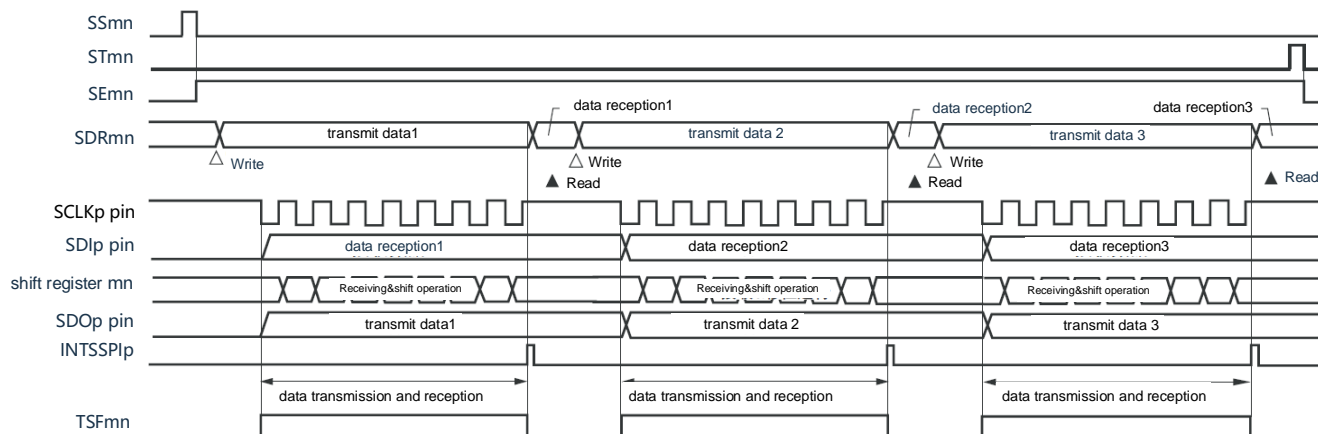 SSmn
STmn
SEmn
data reception1
data reception2
data reception3
SDRmn
transmit data1
transmit data 2
transmit data 3
Write
Write
Write
Read
Read
Read
SCLKp pin
SDIp pin
data reception1
data reception2
data reception3
shift register mn
Receiving&shift operation
Receiving&shift operation
Receiving&shift operation
SDOp pin
transmit data1
transmit data 2
transmit data 3
INTSSPIp
data transmission and reception
data transmission and reception
data transmission and reception
TSFmn